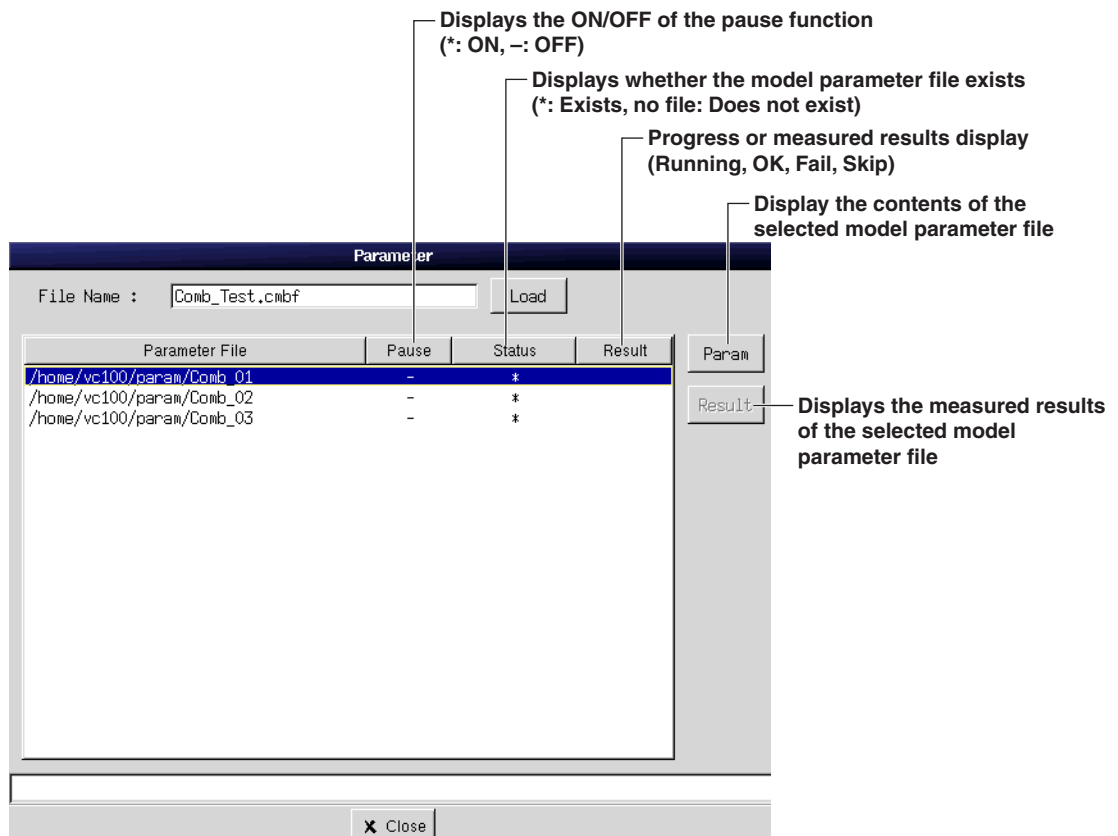 Displays the ON/OFF of the pause function
(*: ON, –: OFF)
Displays whether the model parameter file exists
(*: Exists, no file: Does not exist)
Progress or measured results display
(Running, OK, Fail, Skip)
Display the contents of the
selected model parameter file
Parameter
File Name : Comb_Test.cmbf Load
Parameter File Pause Status Result Param
/home/vc100/param/Comb_01 – *
/home/vc100/param/Comb_02 – *
/home/vc100/param/Comb_03 – *
Result
Displays the measured results
of the selected model
parameter file
✘ Close